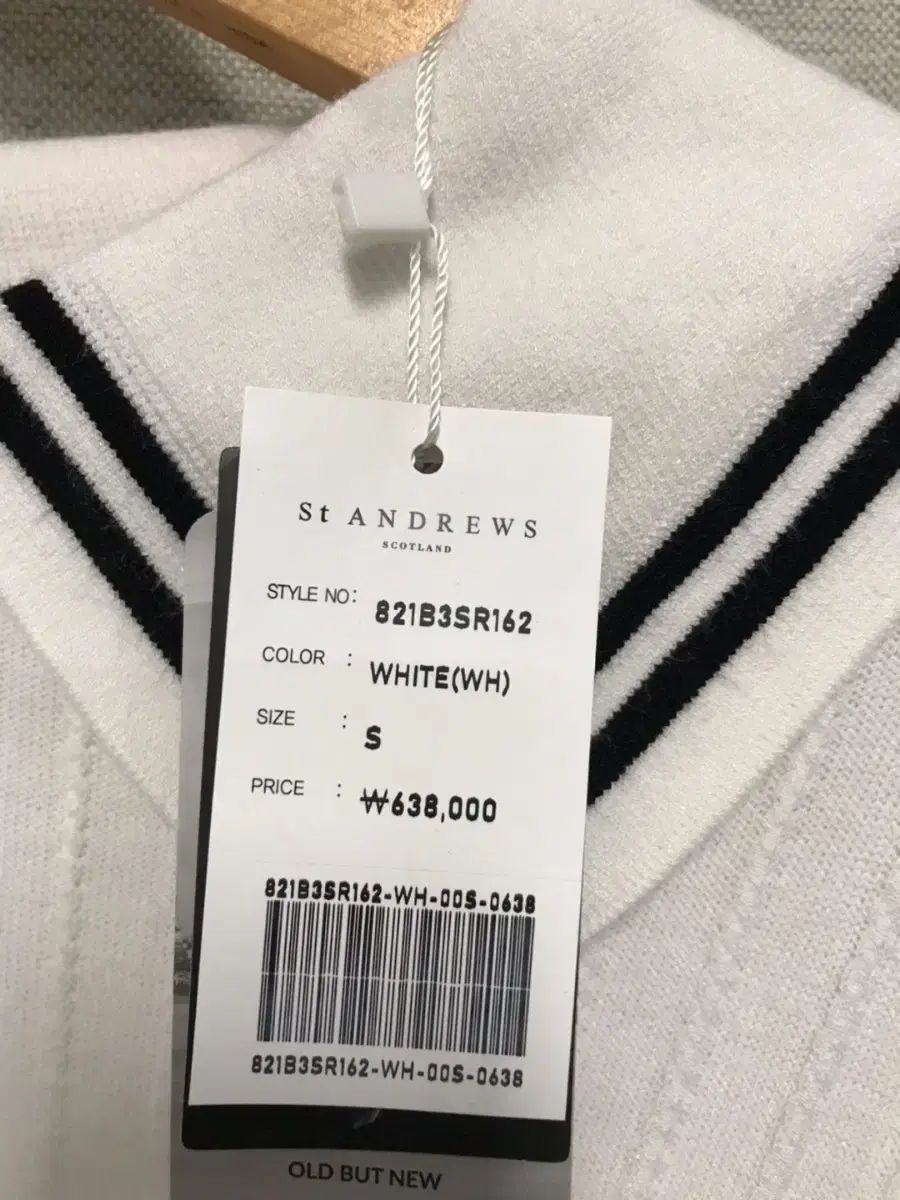 St ANDREWS
SCOTLAND
STYLE NO: 821B3SR162
COLOR : WHITE(WH)
SIZE : S
PRICE : ₩638,000
821B3SR162-WH-00S-0638
821B3SR162-WH-00S-0638
OLD BUT NEW